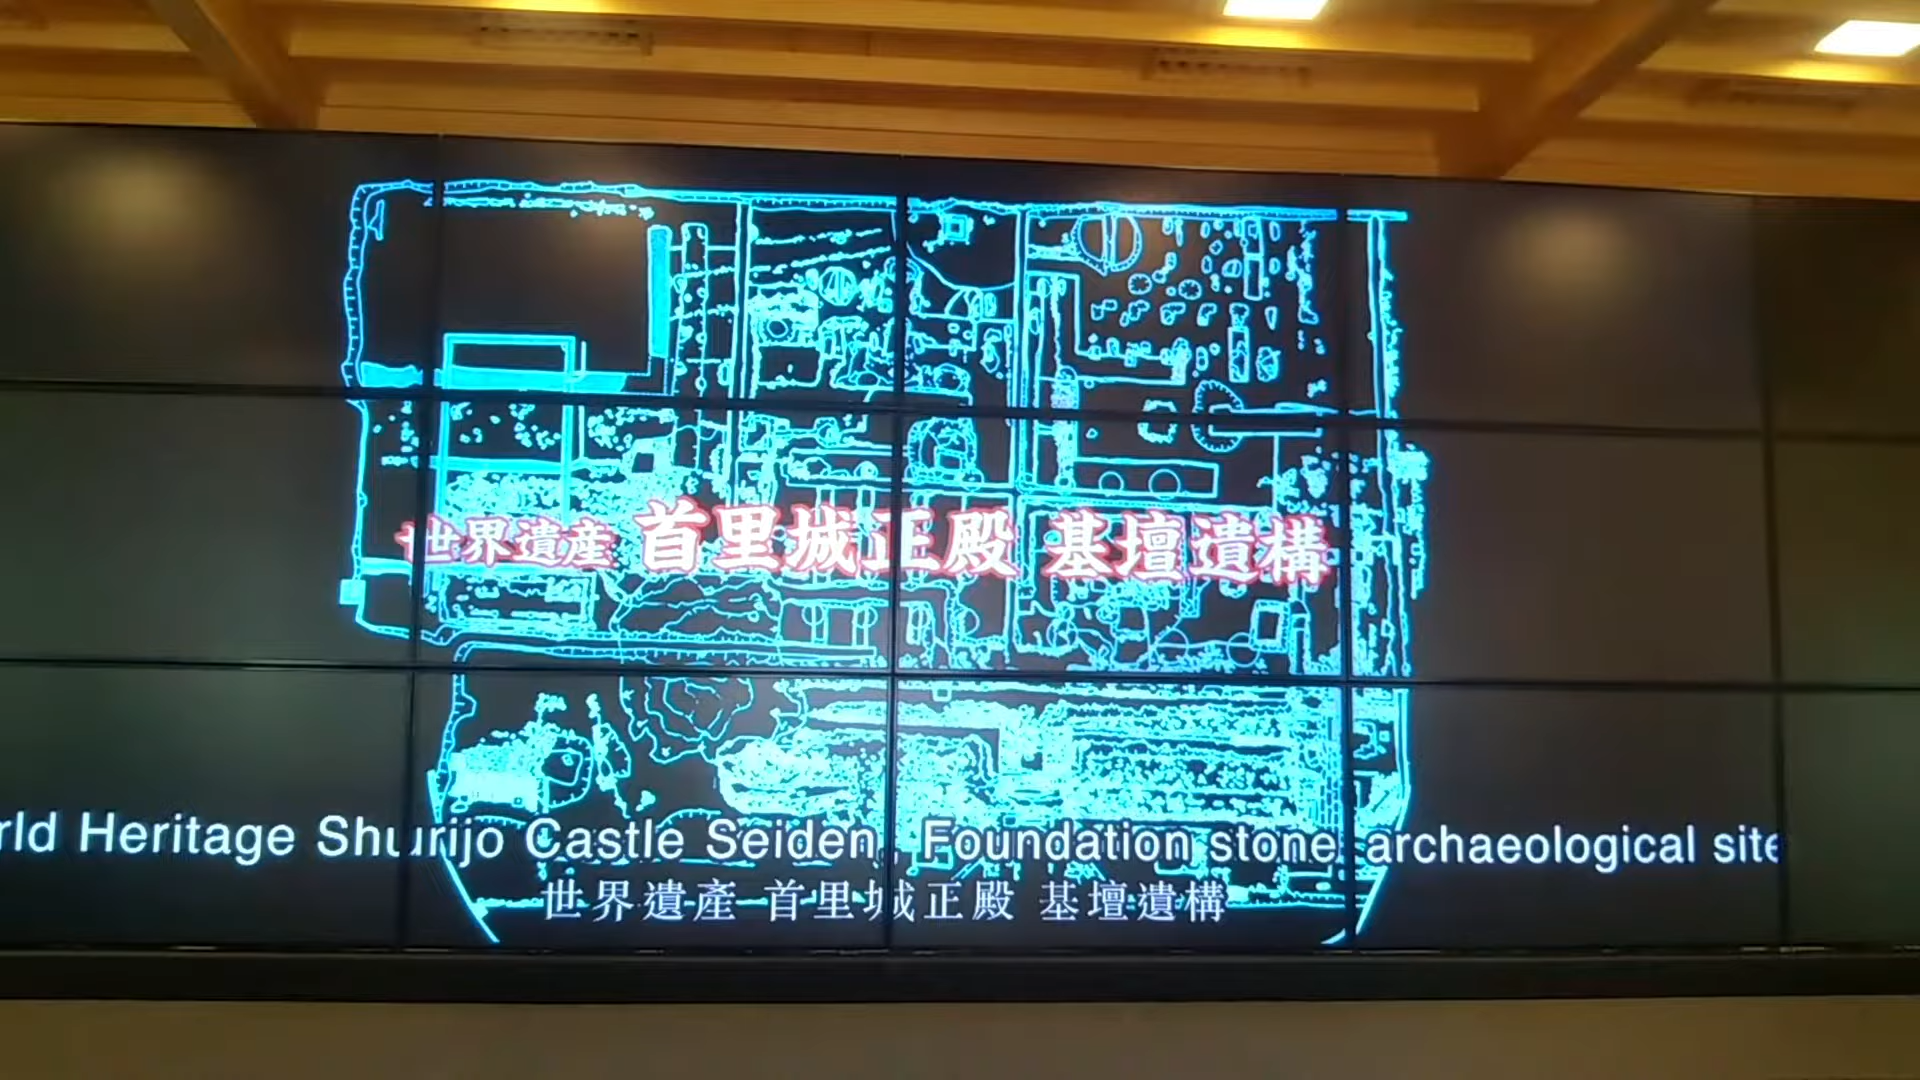 世界遺産 首里城正殿 基壇遺構
rld Heritage Shurijo Castle Seiden, Foundation stone archaeological site
世界遺產 首里城正殿 基壇遺構